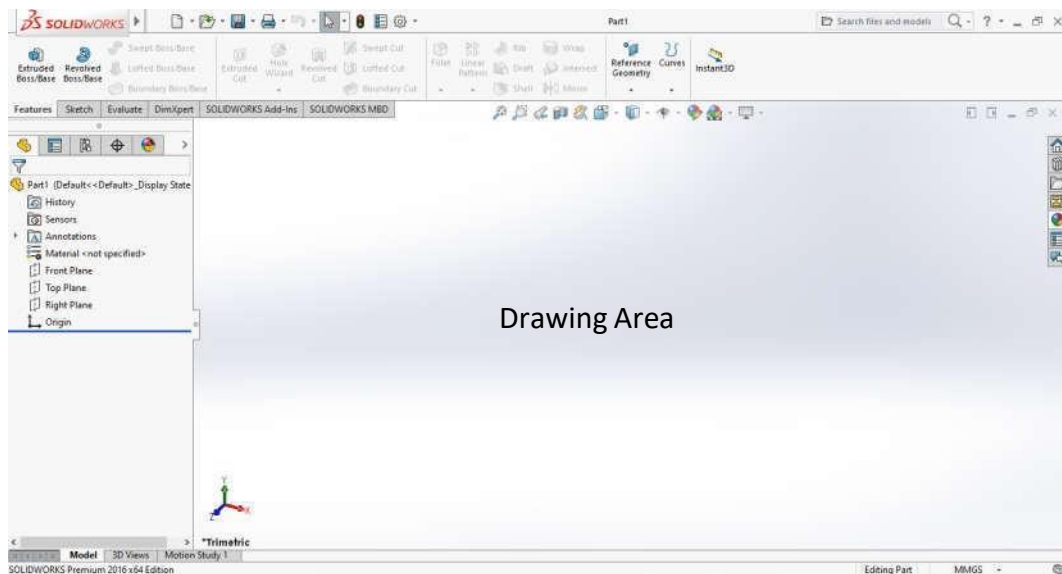 SOLIDWORKS
Part1
Search files and models
Extruded Boss/Base
Revolved Boss/Base
Swept Boss/Base
Lofted Boss/Base
Boundary Boss/Base
Extruded Cut
Hole Wizard
Revolved Cut
Swept Cut
Lofted Cut
Boundary Cut
Fillet
Linear Pattern
Rib
Draft
Shell
Wrap
Intersect
Mirror
Reference Geometry
Curves
Instant3D
Features Sketch Evaluate DimXpert SOLIDWORKS Add-Ins SOLIDWORKS MBD
Part1 (Default<<Default>_Display State
History
Sensors
Annotations
Material <not specified>
Front Plane
Top Plane
Right Plane
Origin
Drawing Area
Y
X
Z
*Trimetric
Model 3D Views Motion Study 1
SOLIDWORKS Premium 2016 x64 Edition
Editing Part MMGS